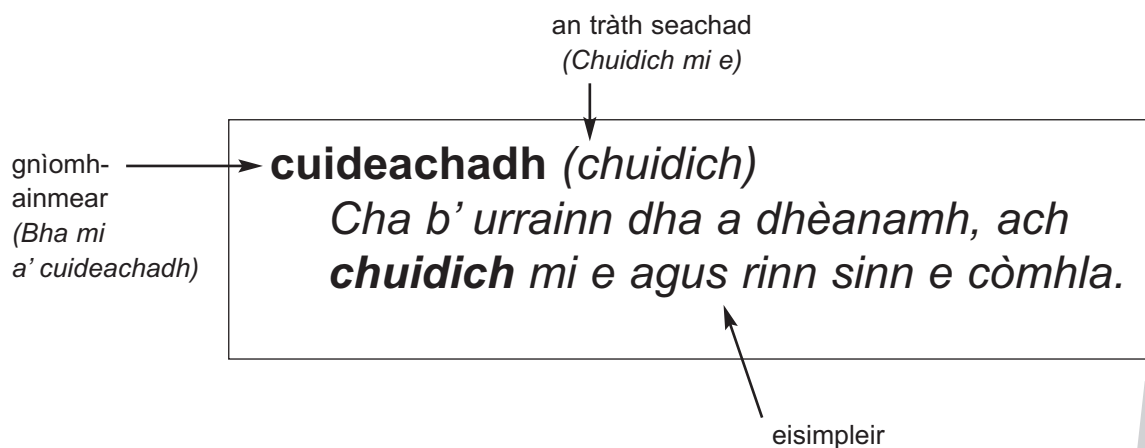 an tràth seachad
(Chuidich mi e)
gnìomh-
ainmear
(Bha mi
a' cuideachadh)
cuideachadh (chuidich)
Cha b' urrainn dha a dhèanamh, ach
chuidich mi e agus rinn sinn e còmhla.
eisimpleir